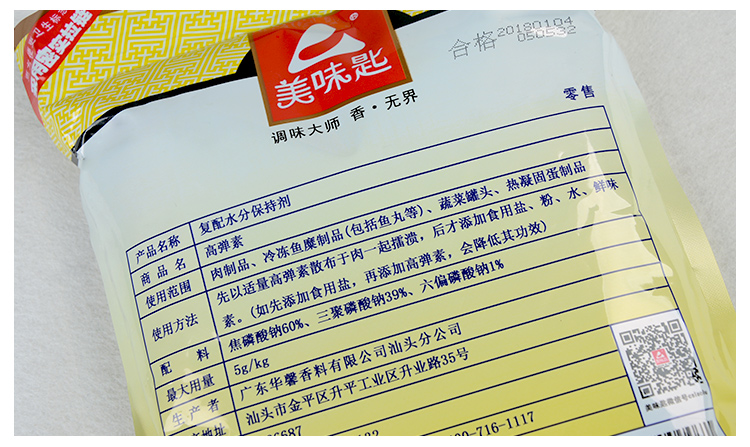 合格 20180104
050532
美味匙
调味大师 香·无界
零售
产品名称 复配水分保持剂
商品名 高弹素
使用范围 肉制品、冷冻鱼糜制品(包括鱼丸等)、蔬菜罐头、热凝固蛋制品
使用方法 先以适量高弹素散布于肉一起擂溃，后才添加食用盐、粉、水、鲜味
素。(如先添加食用盐，再添加高弹素，会降低其功效)
配料 焦磷酸钠60%、三聚磷酸钠39%、六偏磷酸钠1%
最大用量 5g/kg
生产者 广东华馨香料有限公司汕头分公司
地址 汕头市金平区升平工业区升业路35号
6687
-716-1117